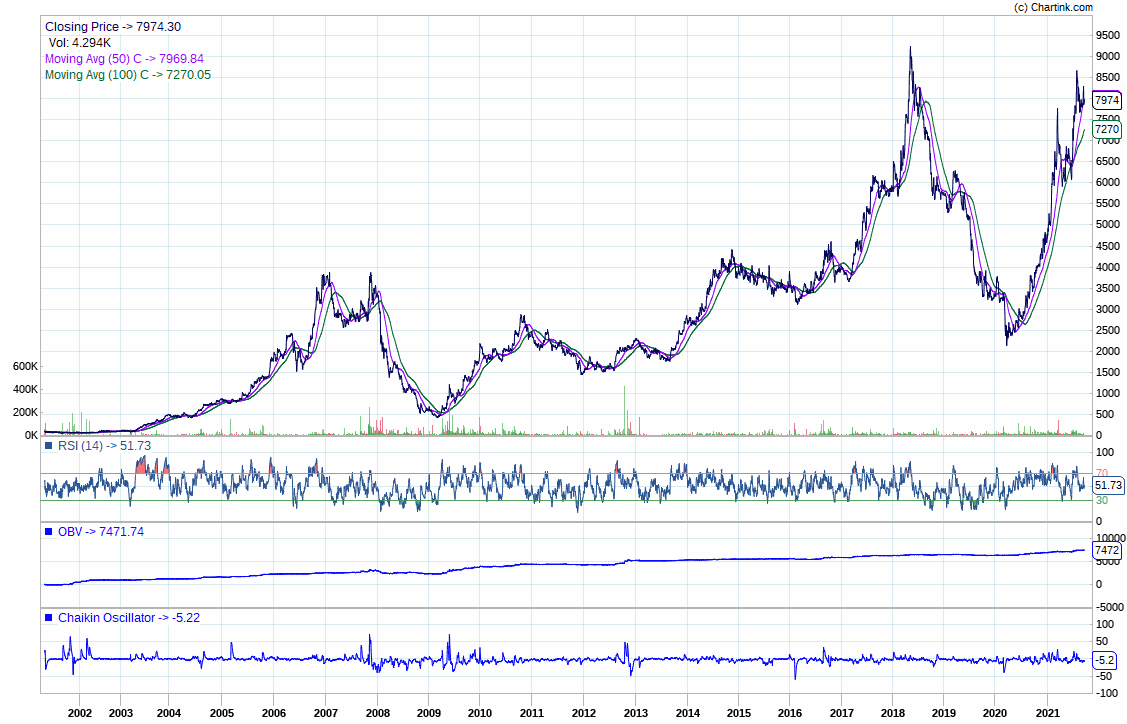 (c) Chartink.com
Closing Price -> 7974.30
Vol: 4.294K
Moving Avg (50) C -> 7969.84
Moving Avg (100) C -> 7270.05
9500
9000
8500
7974
7500
7270
7000
6500
6000
5500
5000
4500
4000
3500
3000
2500
2000
1500
1000
500
0
600K
400K
200K
0K
RSI (14) -> 51.73
100
70
51.73
30
0
OBV -> 7471.74
10000
7472
5000
0
-5000
Chaikin Oscillator -> -5.22
100
50
-5.2
-50
-100
2002 2003 2004 2005 2006 2007 2008 2009 2010 2011 2012 2013 2014 2015 2016 2017 2018 2019 2020 2021